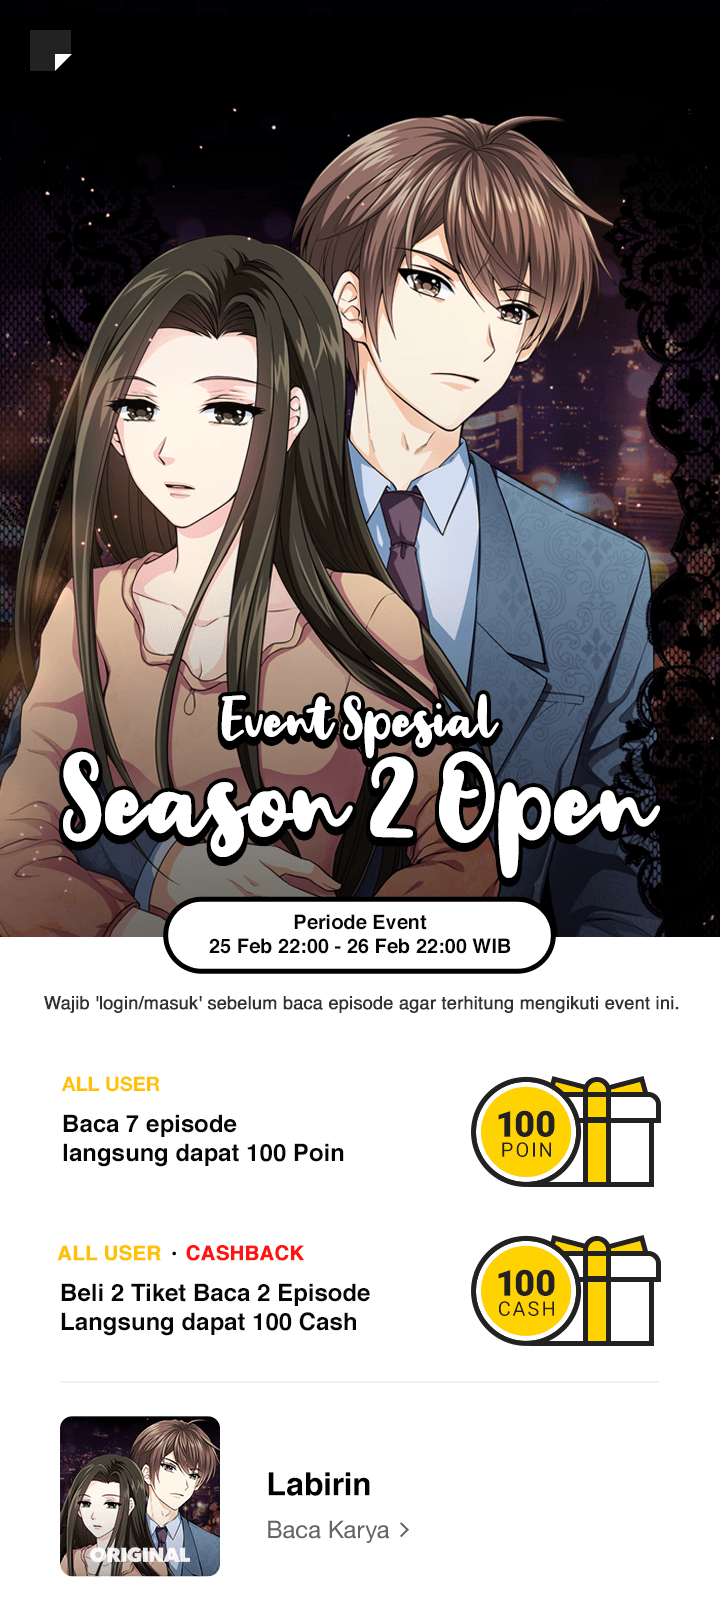 Event Spesial
Season 2 Open
Periode Event
25 Feb 22:00 - 26 Feb 22:00 WIB
Wajib 'login/masuk' sebelum baca episode agar terhitung mengikuti event ini.
ALL USER
Baca 7 episode
langsung dapat 100 Poin
100
POIN
ALL USER · CASHBACK
Beli 2 Tiket Baca 2 Episode
Langsung dapat 100 Cash
100
CASH
ORIGINAL
Labirin
Baca Karya >